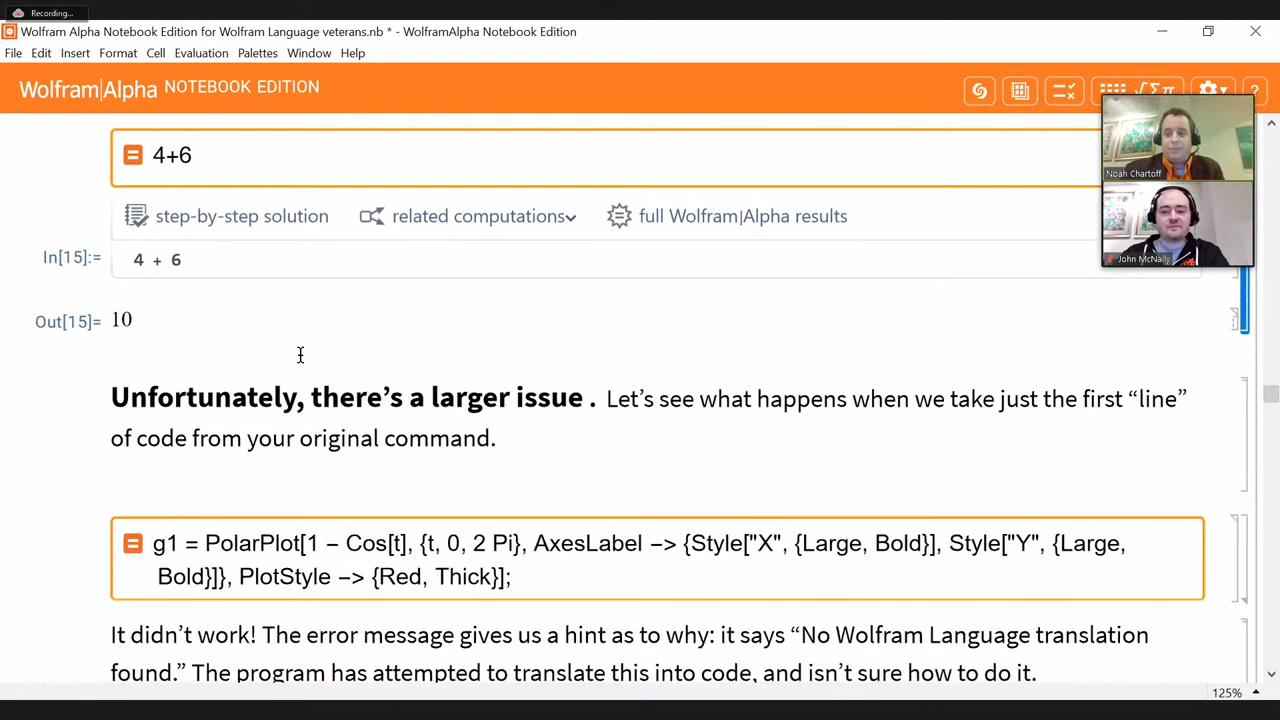 Recording...
Wolfram Alpha Notebook Edition for Wolfram Language veterans.nb * - WolframAlpha Notebook Edition
File Edit Insert Format Cell Evaluation Palettes Window Help
Wolfram|Alpha NOTEBOOK EDITION
√Σπ
?
4+6
Noah Chartoff
step-by-step solution related computations full Wolfram|Alpha results
John McNally
In[15]:= 4 + 6
Out[15]= 10
Unfortunately, there's a larger issue . Let's see what happens when we take just the first “line”
of code from your original command.
g1 = PolarPlot[1 − Cos[t], {t, 0, 2 Pi}, AxesLabel −> {Style["X", {Large, Bold}], Style["Y", {Large,
Bold}]}, PlotStyle −> {Red, Thick}];
It didn't work! The error message gives us a hint as to why: it says “No Wolfram Language translation
found.” The program has attempted to translate this into code, and isn't sure how to do it.
125%